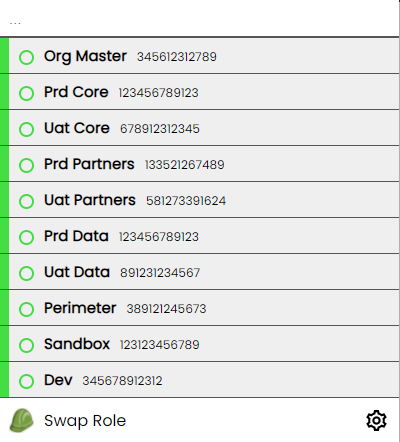 ...
Org Master 345612312789
Prd Core 123456789123
Uat Core 678912312345
Prd Partners 133521267489
Uat Partners 581273391624
Prd Data 123456789123
Uat Data 891231234567
Perimeter 389121245673
Sandbox 123123456789
Dev 345678912312
Swap Role